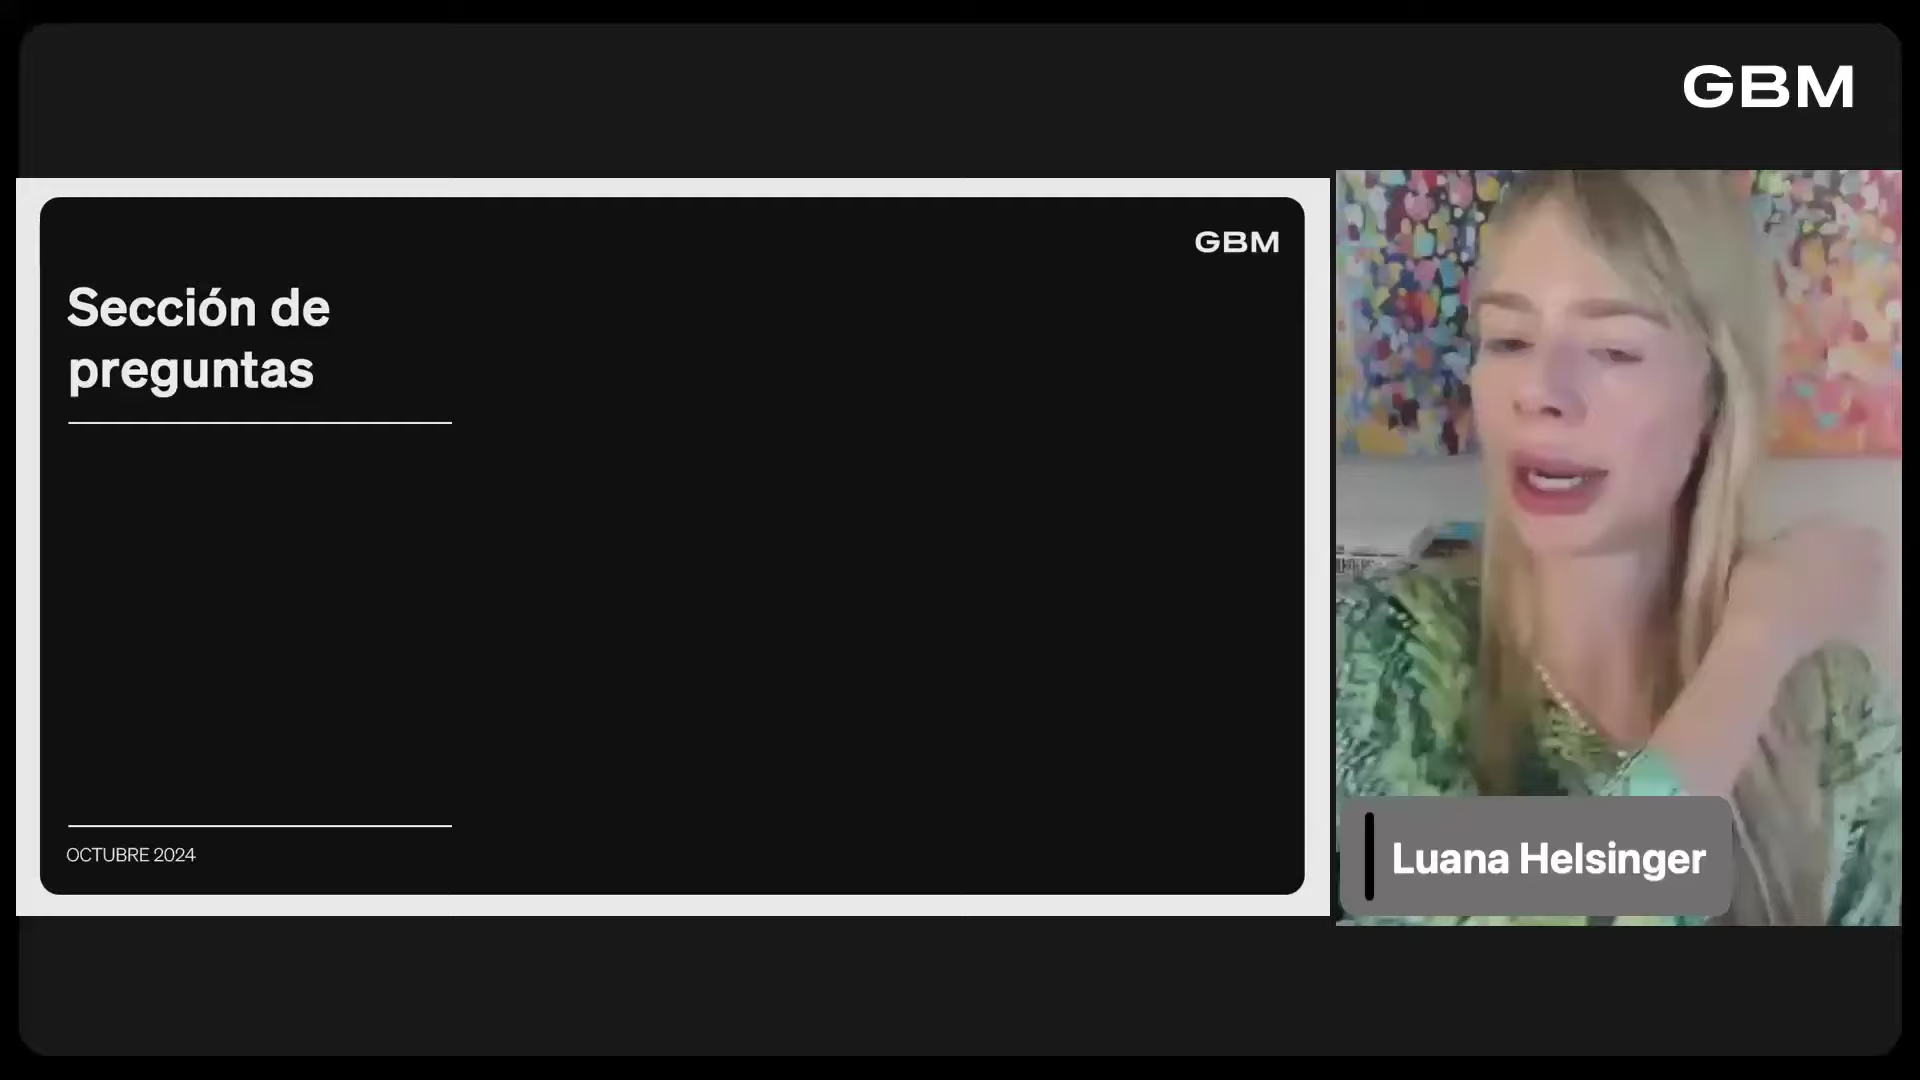 GBM
GBM
Sección de
preguntas
OCTUBRE 2024
Luana Helsinger